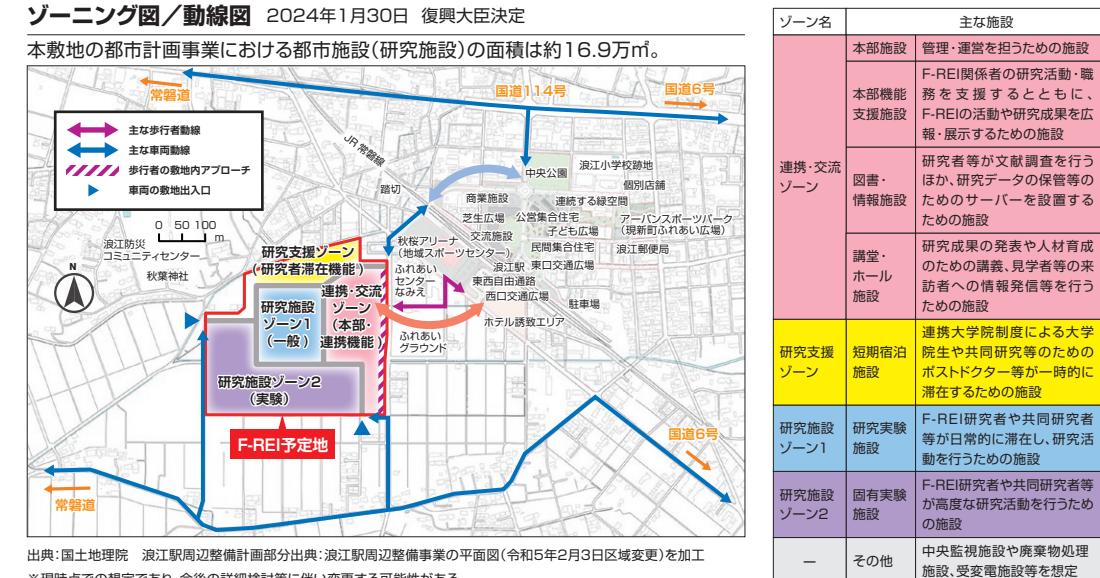 ゾーニング図／動線図 2024年1月30日 復興大臣決定
本敷地の都市計画事業における都市施設(研究施設)の面積は約16.9万㎡。
常磐道
国道114号
国道6号
主な歩行者動線
主な車両動線
歩行者の敷地内アプローチ
車両の敷地出入口
0 50 100
m
N
JR 常磐線
踏切
中央公園
浪江小学校跡地
個別店舗
商業施設
連続する緑空間
芝生広場
公営集合住宅
アーバンスポーツパーク
(現新町ふれあい広場)
交流施設
子ども広場
民間集合住宅
浪江郵便局
浪江防災
コミュニティセンター
秋葉神社
秋桜アリーナ
(地域スポーツセンター)
ふれあい
センター
なみえ
浪江駅
東口交通広場
東西自由通路
西口交通広場
駐車場
ホテル誘致エリア
ふれあい
グラウンド
研究支援ゾーン
(研究者滞在機能)
連携・交流
ゾーン
(本部・
連携機能)
研究施設
ゾーン1
(一般)
研究施設ゾーン2
(実験)
F-REI予定地
国道6号
常磐道
出典：国土地理院 浪江駅周辺整備計画部分出典：浪江駅周辺整備事業の平面図(令和5年2月3日区域変更)を加工
※現時点での想定であり、今後の詳細検討等に伴い変更する可能性がある
ゾーン名
主な施設
連携・交流
ゾーン
本部施設
管理・運営を担うための施設
本部機能
支援施設
F-REI関係者の研究活動・職
務を支援するとともに、
F-REIの活動や研究成果を広
報・展示するための施設
図書・
情報施設
研究者等が文献調査を行う
ほか、研究データの保管等の
ためのサーバーを設置する
ための施設
講堂・
ホール
施設
研究成果の発表や人材育成
のための講義、見学者等の来
訪者への情報発信等を行う
ための施設
研究支援
ゾーン
短期宿泊
施設
連携大学院制度による大学
院生や共同研究等のための
ポストドクター等が一時的に
滞在するための施設
研究施設
ゾーン1
研究実験
施設
F-REI研究者や共同研究者
等が日常的に滞在し、研究活
動を行うための施設
研究施設
ゾーン2
固有実験
施設
F-REI研究者や共同研究者等
が高度な研究活動を行うため
の施設
―
その他
中央監視施設や廃棄物処理
施設、受変電施設等を想定